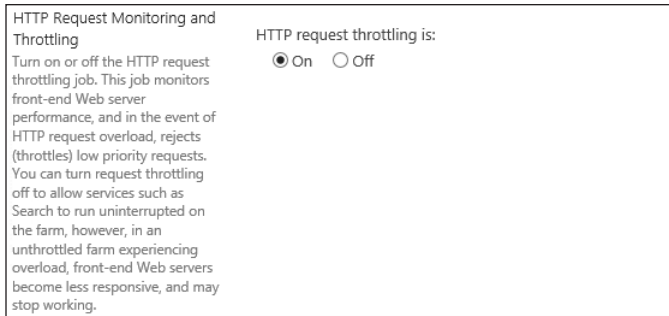 HTTP Request Monitoring and
Throttling
Turn on or off the HTTP request
throttling job. This job monitors
front-end Web server
performance, and in the event of
HTTP request overload, rejects
(throttles) low priority requests.
You can turn request throttling
off to allow services such as
Search to run uninterrupted on
the farm, however, in an
unthrottled farm experiencing
overload, front-end Web servers
become less responsive, and may
stop working.
HTTP request throttling is:
On Off